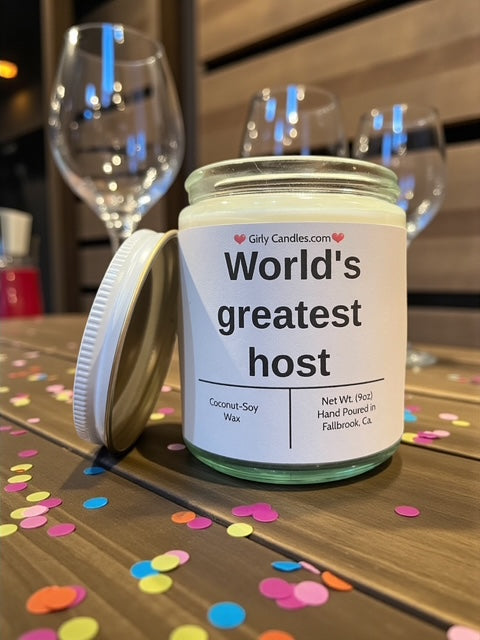 Girly Candles.com
World's
greatest
host
Coconut-Soy
Wax
Net Wt. (9oz)
Hand Poured in
Fallbrook, Ca.